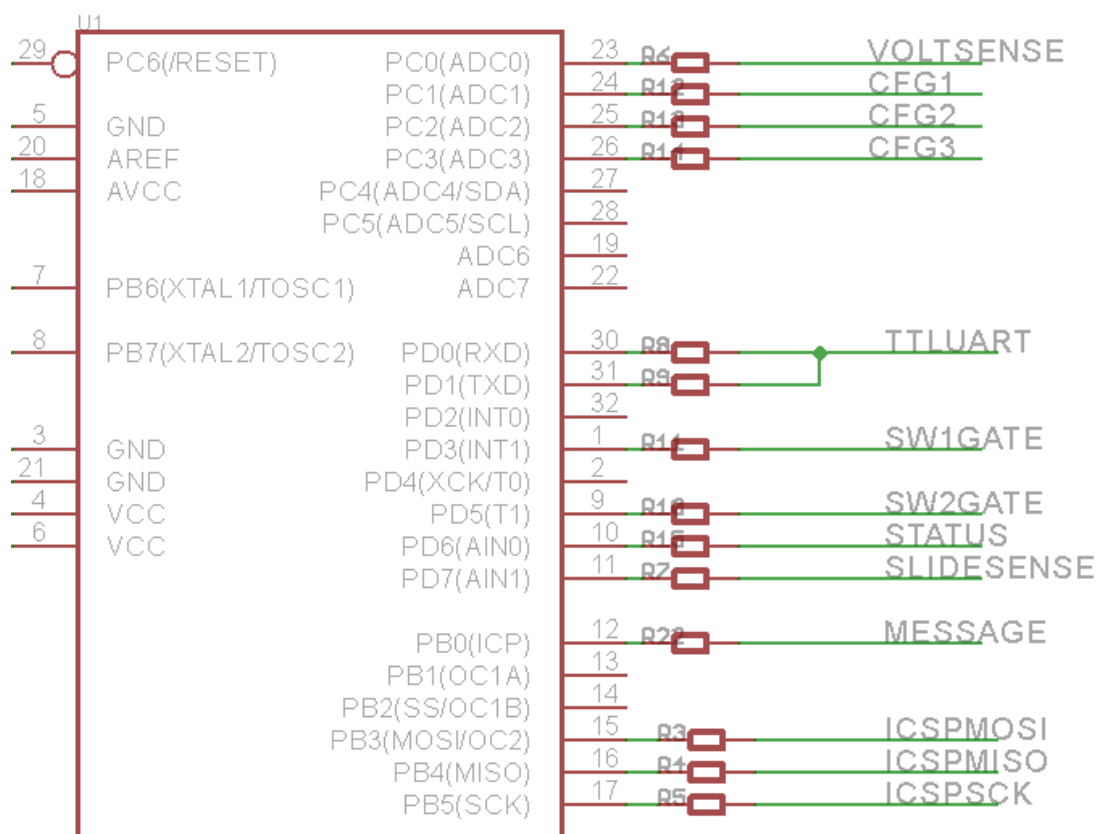 U1
29 PC6(/RESET) PC0(ADC0) 23 R6 VOLTSENSE
PC1(ADC1) 24 R12 CFG1
5 GND PC2(ADC2) 25 R13 CFG2
20 AREF PC3(ADC3) 26 CFG3
18 AVCC PC4(ADC4/SDA) 27
PC5(ADC5/SCL) 28
ADC6 19
7 PB6(XTAL1/TOSC1) ADC7 22
8 PB7(XTAL2/TOSC2) PD0(RXD) 30 R8 TTLUART
PD1(TXD) 31 R9
PD2(INT0) 32
3 GND PD3(INT1) 1 SW1GATE
21 GND PD4(XCK/T0) 2
4 VCC PD5(T1) 9 SW2GATE
6 VCC PD6(AIN0) 10 R15 STATUS
PD7(AIN1) 11 R7 SLIDESENSE
PB0(ICP) 12 MESSAGE
PB1(OC1A) 13
PB2(SS/OC1B) 14
PB3(MOSI/OC2) 15 R3 ICSPMOSI
PB4(MISO) 16 R4 ICSPMISO
PB5(SCK) 17 R5 ICSPSCK